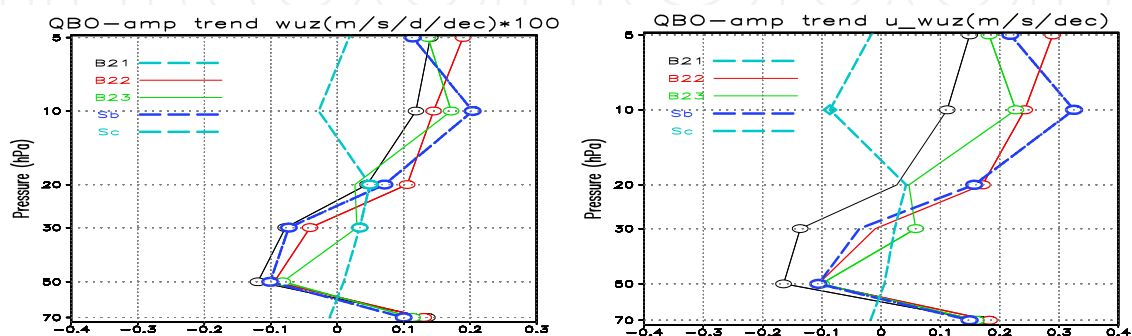 QBO-amp trend wuz(m/s/d/dec)*100
5
10
20
30
50
70
Pressure (hPa)
B21
B22
B23
Sb
Sc
-0.4 -0.3 -0.2 -0.1 0 0.1 0.2 0.3
QBO-amp trend u_wuz(m/s/dec)
5
10
20
30
50
70
Pressure (hPa)
B21
B22
B23
Sb
Sc
-0.4 -0.3 -0.2 -0.1 0 0.1 0.2 0.3 0.4